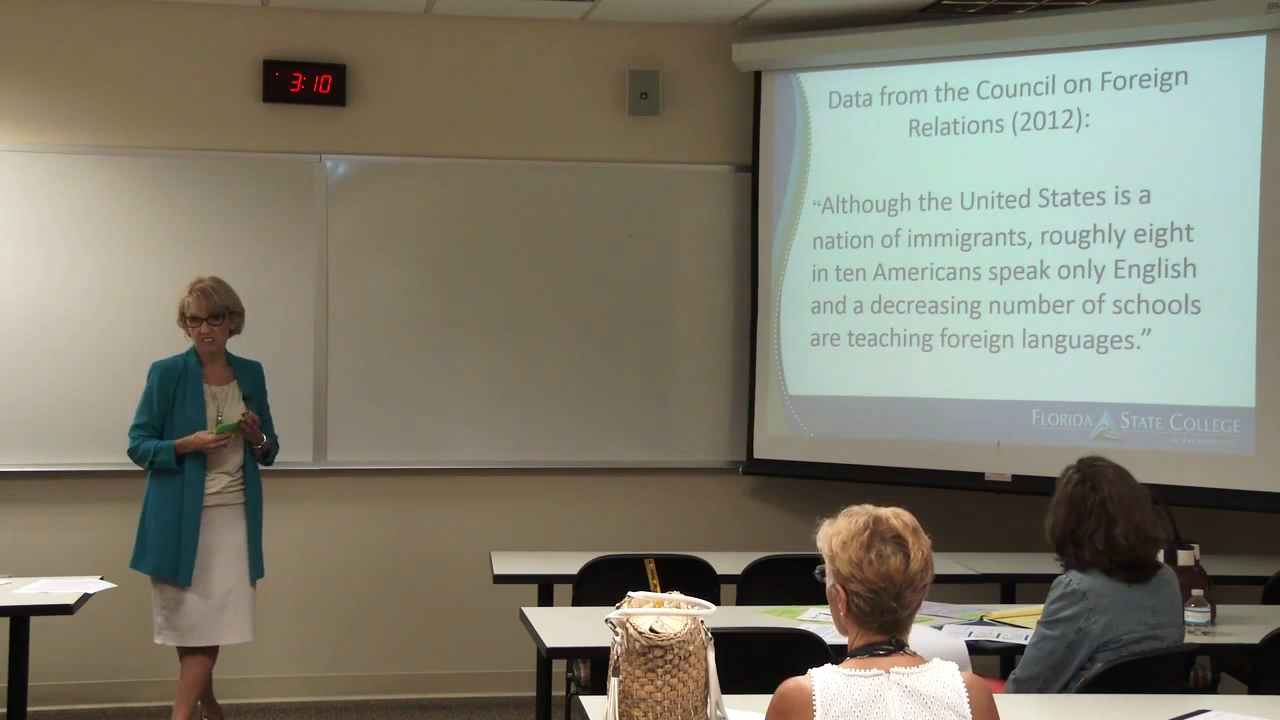 3:10
Data from the Council on Foreign
Relations (2012):
“Although the United States is a
nation of immigrants, roughly eight
in ten Americans speak only English
and a decreasing number of schools
are teaching foreign languages.”
FLORIDA STATE COLLEGE